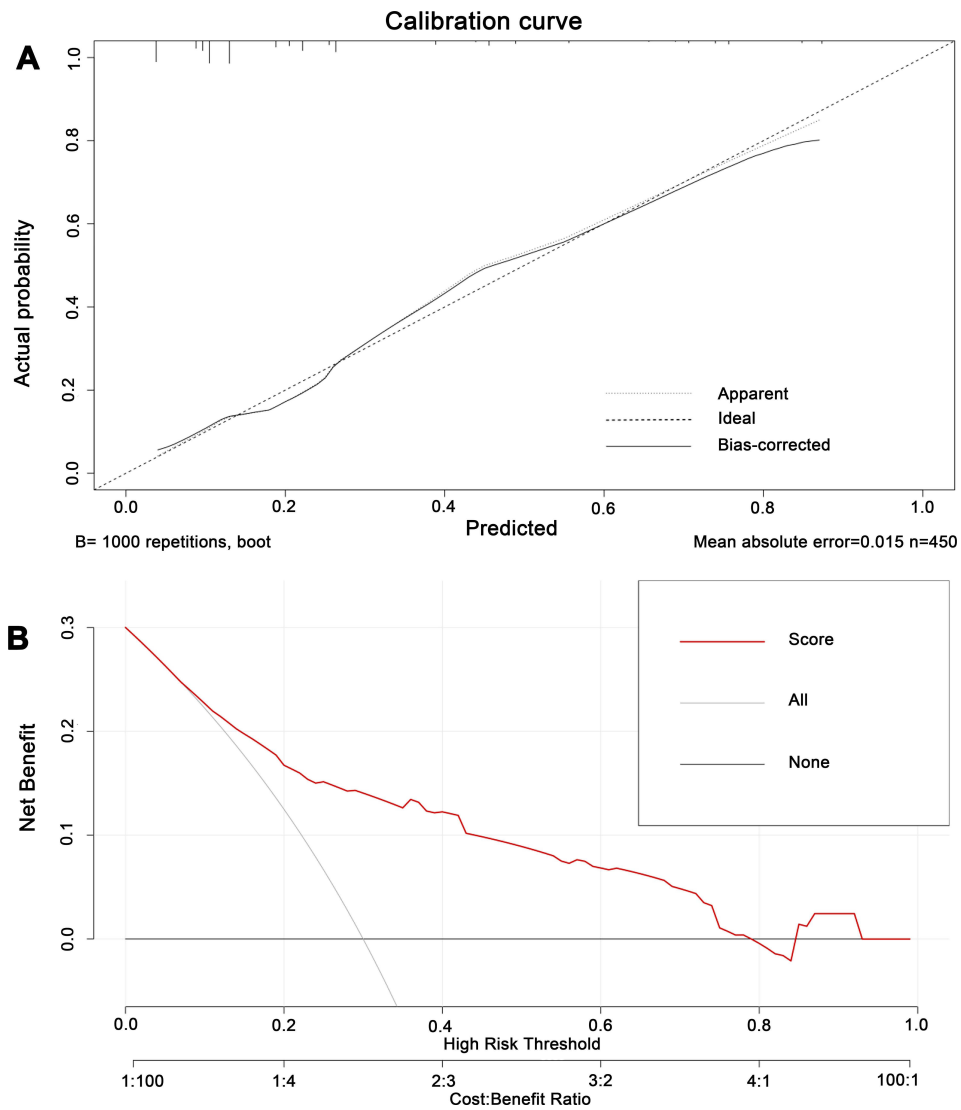 Calibration curve
A
Actual probability
1.0
0.8
0.6
0.4
0.2
0.0
Apparent
Ideal
Bias-corrected
0.0 0.2 0.4 0.6 0.8 1.0
Predicted
B= 1000 repetitions, boot
Mean absolute error=0.015 n=450
B
Net Benefit
0.3
0.2
0.1
0.0
Score
All
None
0.0 0.2 0.4 0.6 0.8 1.0
High Risk Threshold
1:100 1:4 2:3 3:2 4:1 100:1
Cost:Benefit Ratio